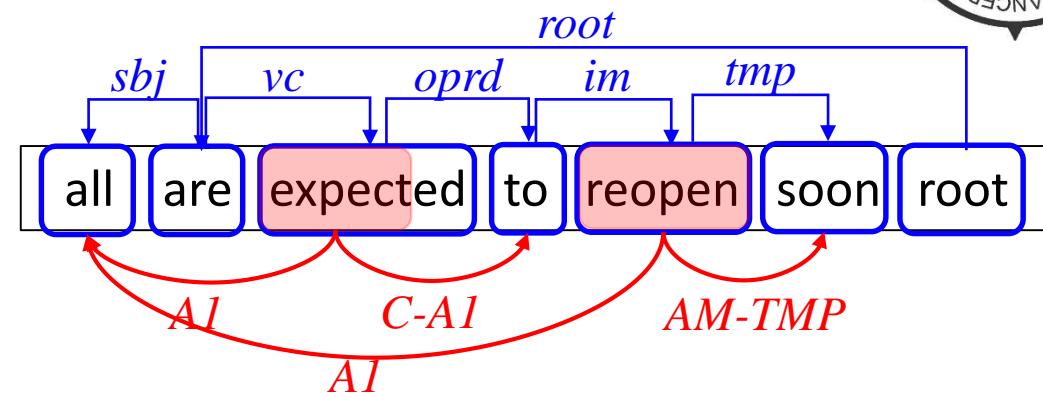 root
sbj vc oprd im tmp
all are expected to reopen soon root
A1 C-A1 AM-TMP
A1